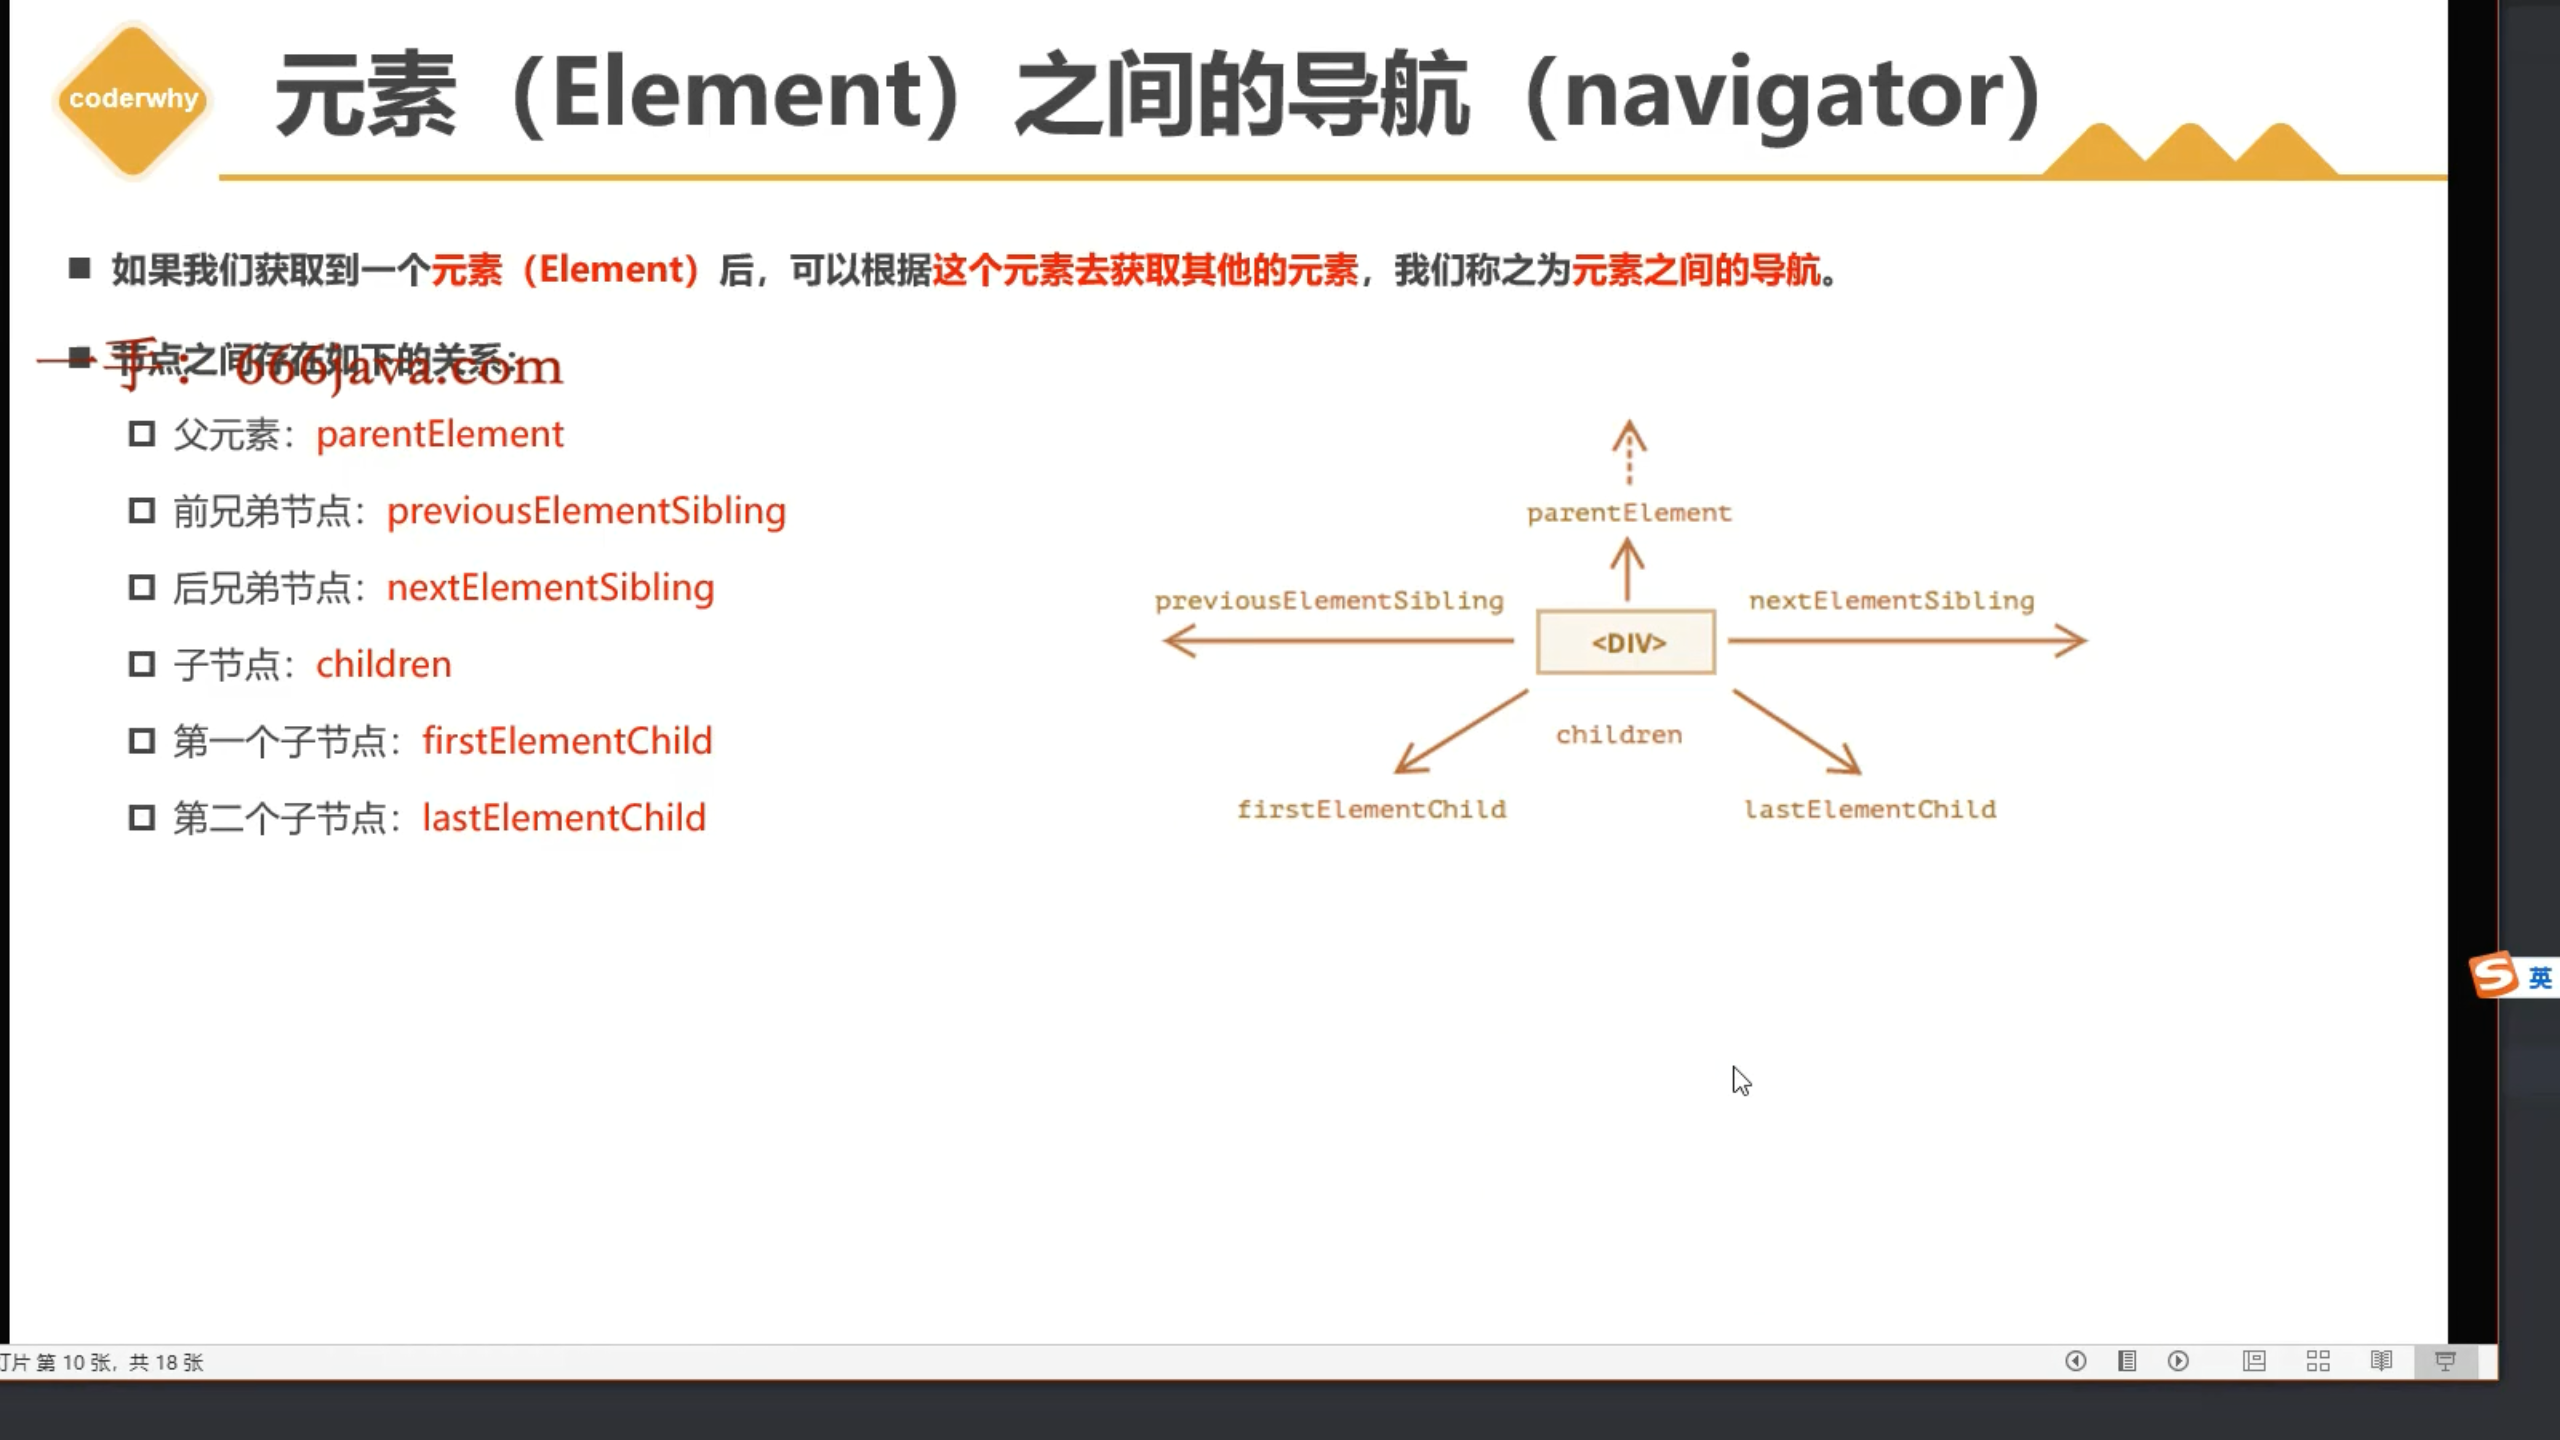 coderwhy
元素（Element）之间的导航（navigator）
■ 如果我们获取到一个元素（Element）后，可以根据这个元素去获取其他的元素，我们称之为元素之间的导航。
■ 节点之间存在如下的关系：
一手：666java.com
父元素：parentElement
前兄弟节点：previousElementSibling
后兄弟节点：nextElementSibling
子节点：children
第一个子节点：firstElementChild
第二个子节点：lastElementChild
parentElement
previousElementSibling
nextElementSibling
<DIV>
children
firstElementChild
lastElementChild
英
灯片 第 10 张，共 18 张